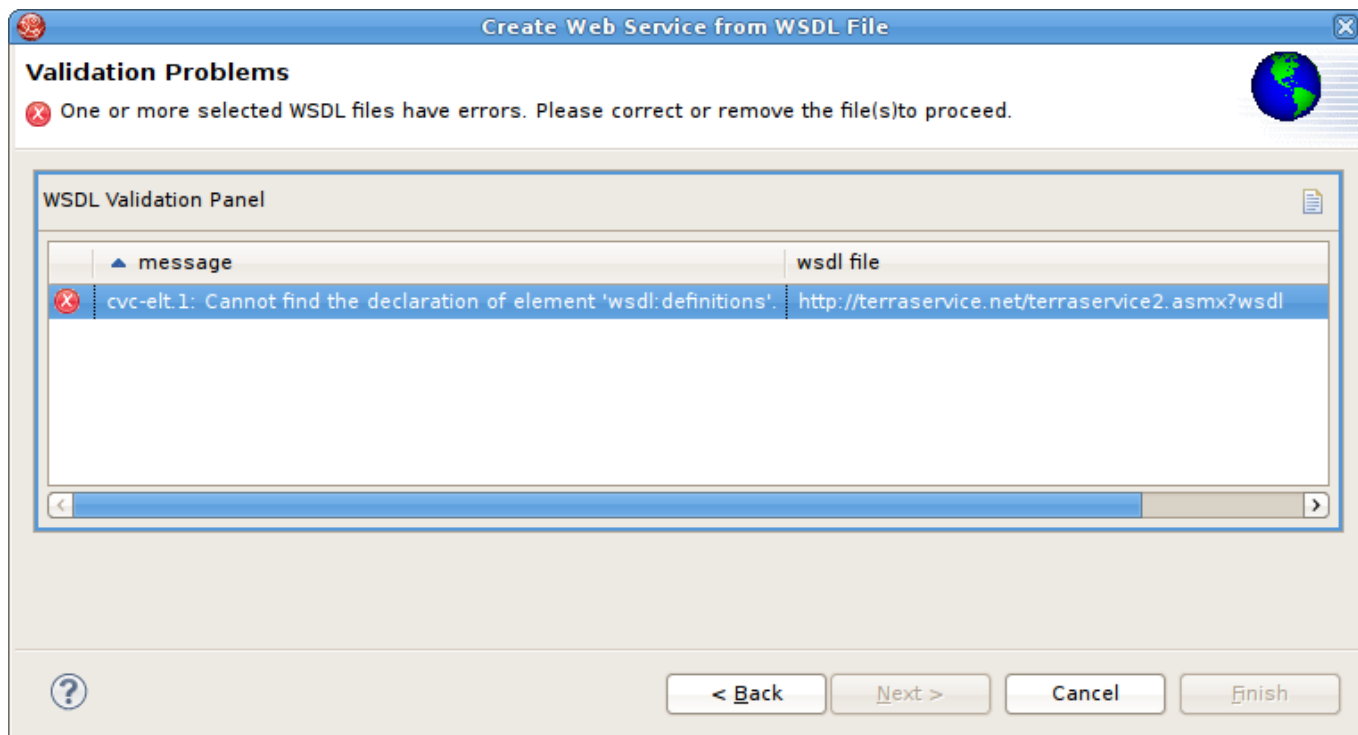 Create Web Service from WSDL File
Validation Problems
One or more selected WSDL files have errors. Please correct or remove the file(s)to proceed.
WSDL Validation Panel
message wsdl file
cvc-elt.1: Cannot find the declaration of element 'wsdl:definitions'. http://terraservice.net/terraservice2.asmx?wsdl
< Back Next > Cancel Finish